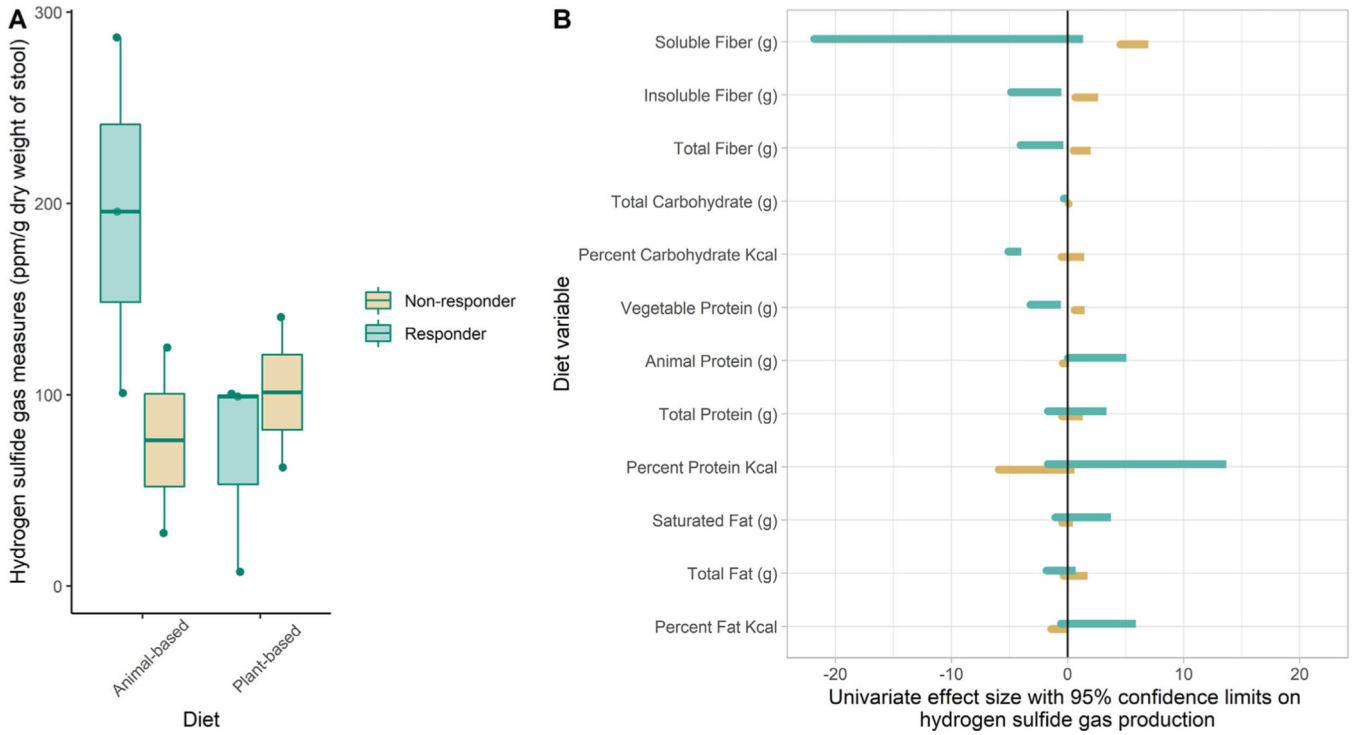 A
Hydrogen sulfide gas measures (ppm/g dry weight of stool)
300
200
100
0
Animal-based
Plant-based
Diet
Non-responder
Responder
B
Diet variable
Soluble Fiber (g)
Insoluble Fiber (g)
Total Fiber (g)
Total Carbohydrate (g)
Percent Carbohydrate Kcal
Vegetable Protein (g)
Animal Protein (g)
Total Protein (g)
Percent Protein Kcal
Saturated Fat (g)
Total Fat (g)
Percent Fat Kcal
-20
-10
0
10
20
Univariate effect size with 95% confidence limits on
hydrogen sulfide gas production